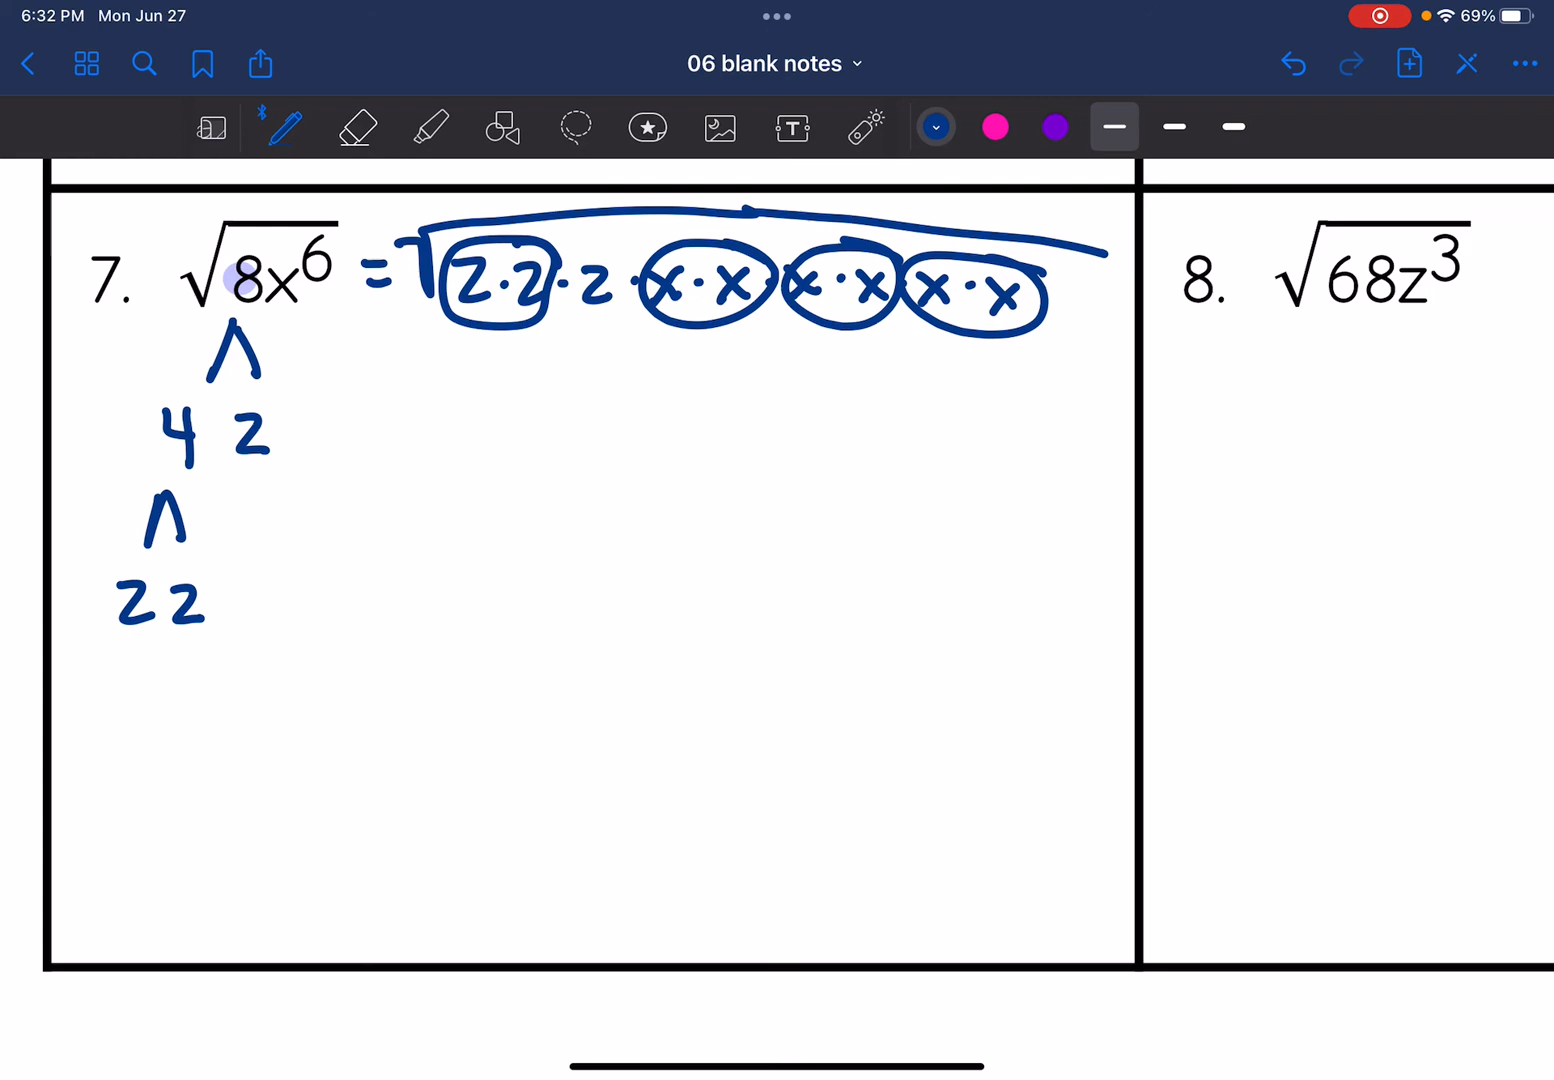 6:32 PM Mon Jun 27
69%
06 blank notes
7. √8x⁶ = √2·2·2·x·x·x·x x·x
8. √68z³
4 2
2 2